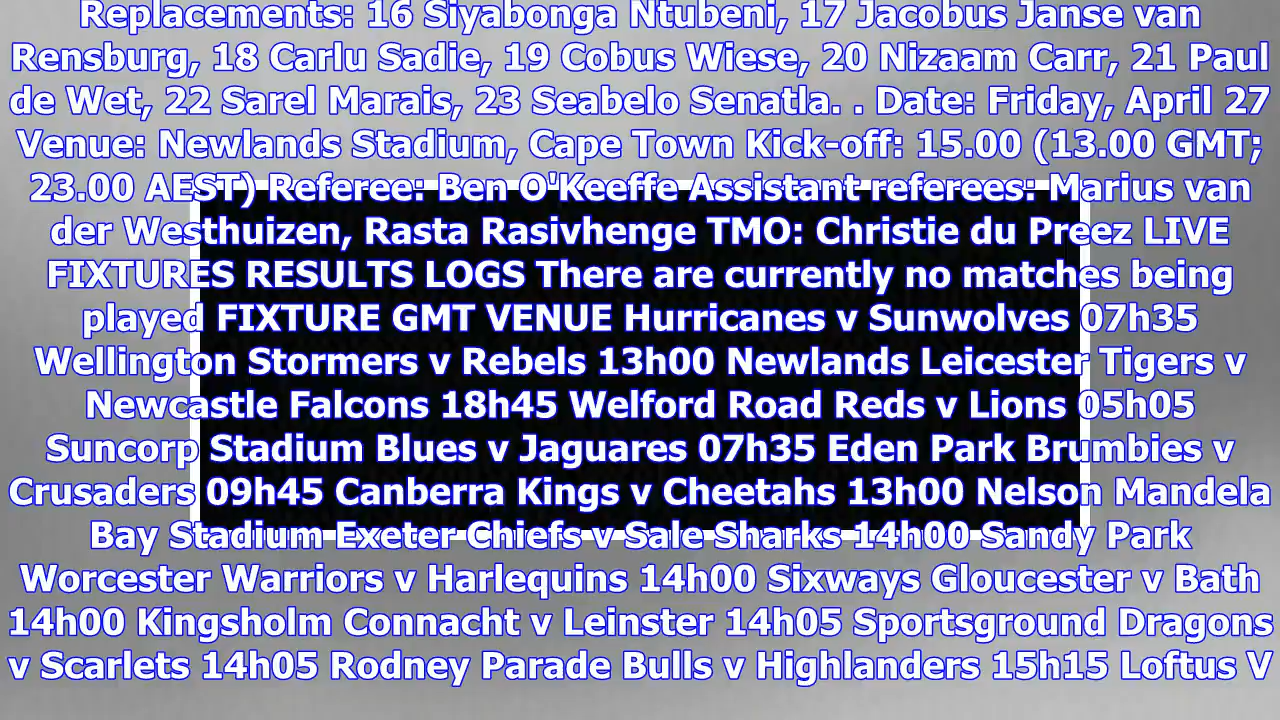 Replacements: 16 Siyabonga Ntubeni, 17 Jacobus Janse van
Rensburg, 18 Carlu Sadie, 19 Cobus Wiese, 20 Nizaam Carr, 21 Paul
de Wet, 22 Sarel Marais, 23 Seabelo Senatla. . Date: Friday, April 27
Venue: Newlands Stadium, Cape Town Kick-off: 15.00 (13.00 GMT;
23.00 AEST) Referee: Ben O'Keeffe Assistant referees: Marius van
der Westhuizen, Rasta Rasivhenge TMO: Christie du Preez LIVE
FIXTURES RESULTS LOGS There are currently no matches being
played FIXTURE GMT VENUE Hurricanes v Sunwolves 07h35
Wellington Stormers v Rebels 13h00 Newlands Leicester Tigers v
Newcastle Falcons 18h45 Welford Road Reds v Lions 05h05
Suncorp Stadium Blues v Jaguares 07h35 Eden Park Brumbies v
Crusaders 09h45 Canberra Kings v Cheetahs 13h00 Nelson Mandela
Bay Stadium Exeter Chiefs v Sale Sharks 14h00 Sandy Park
Worcester Warriors v Harlequins 14h00 Sixways Gloucester v Bath
14h00 Kingsholm Connacht v Leinster 14h05 Sportsground Dragons
v Scarlets 14h05 Rodney Parade Bulls v Highlanders 15h15 Loftus V